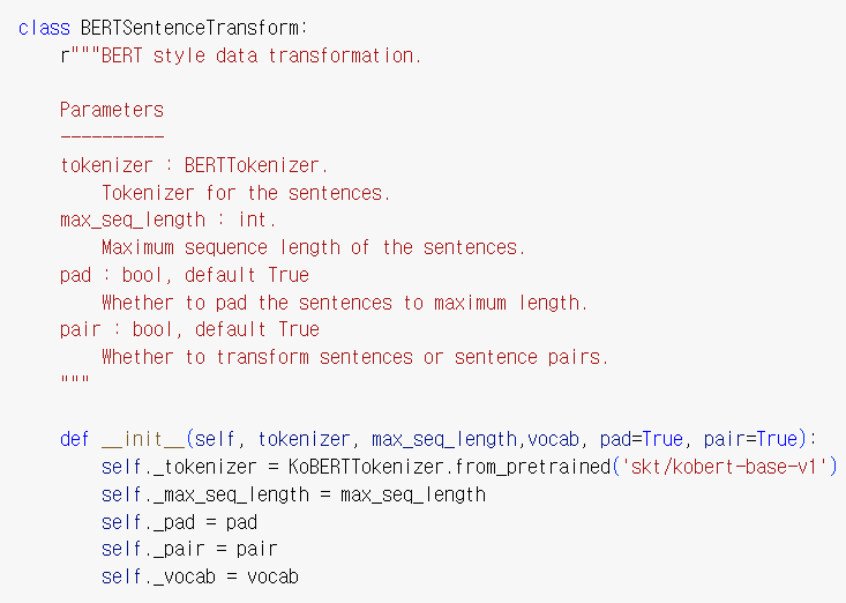 class BERTSentenceTransform:
    r"""BERT style data transformation.
    Parameters
    ----------
    tokenizer : BERTTokenizer.
        Tokenizer for the sentences.
    max_seq_length : int.
        Maximum sequence length of the sentences.
    pad : bool, default True
        Whether to pad the sentences to maximum length.
    pair : bool, default True
        Whether to transform sentences or sentence pairs.
    """
    def __init__(self, tokenizer, max_seq_length,vocab, pad=True, pair=True):
        self._tokenizer = KoBERTTokenizer.from_pretrained('skt/kobert-base-v1')
        self._max_seq_length = max_seq_length
        self._pad = pad
        self._pair = pair
        self._vocab = vocab